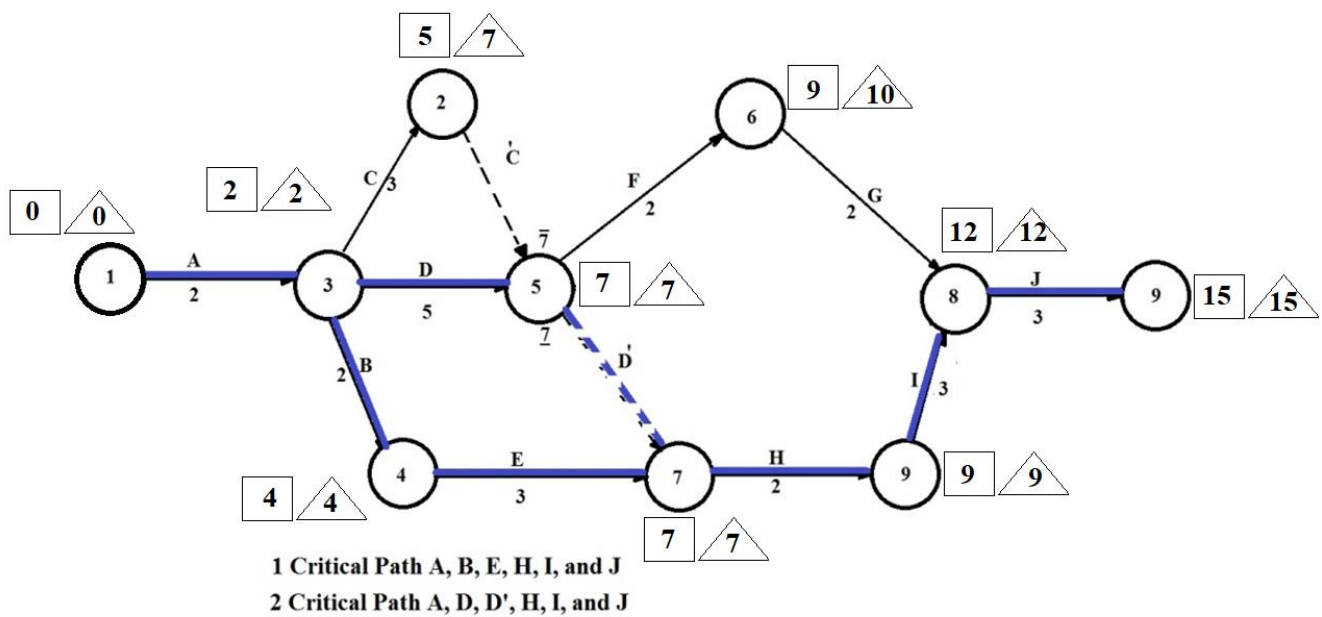 5 7
2
9 10
6
'C
C 3
F
2
G
2
2 2
0 0
12 12
1
A
2
3
D
5
7
5
7
7 7
8
J
3
9
15 15
2 B
D'
I 3
4
E
3
7
H
2
9
9 9
4 4
7 7
1 Critical Path A, B, E, H, I, and J
2 Critical Path A, D, D', H, I, and J